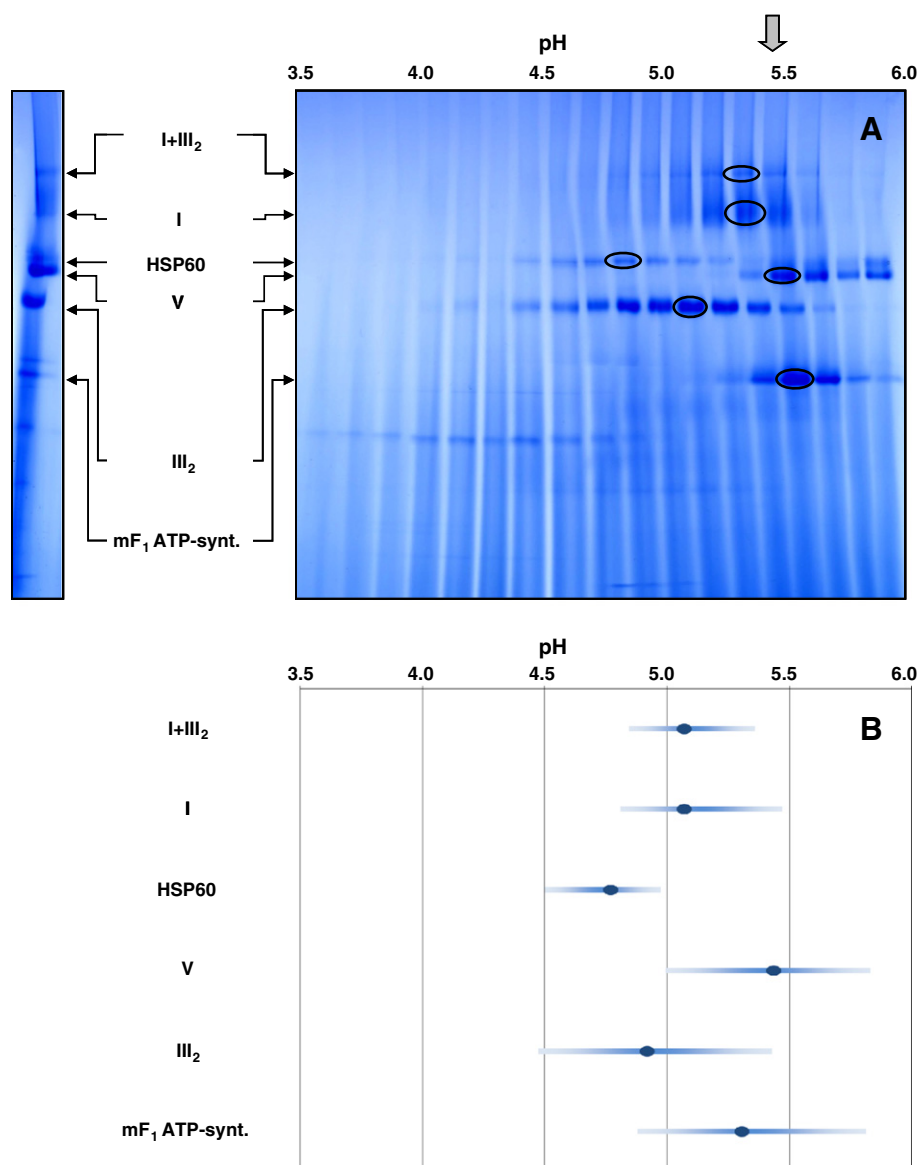 pH
3.5 4.0 4.5 5.0 5.5 6.0
A
I+III₂
I
HSP60
V
III₂
mF₁ ATP-synt.
pH
3.5 4.0 4.5 5.0 5.5 6.0
B
I+III₂
I
HSP60
V
III₂
mF₁ ATP-synt.